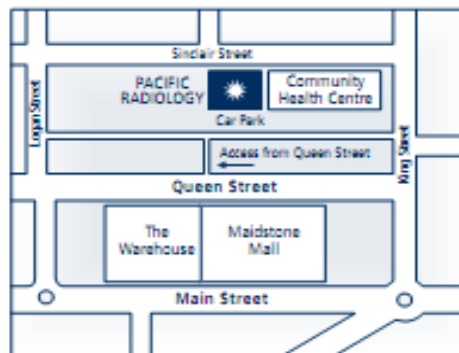 Sinclair Street
PACIFIC
RADIOLOGY
Community
Health Centre
Car Park
Logan Street
King Street
Access from Queen Street
Queen Street
The
Warehouse
Maidstone
Mall
Main Street